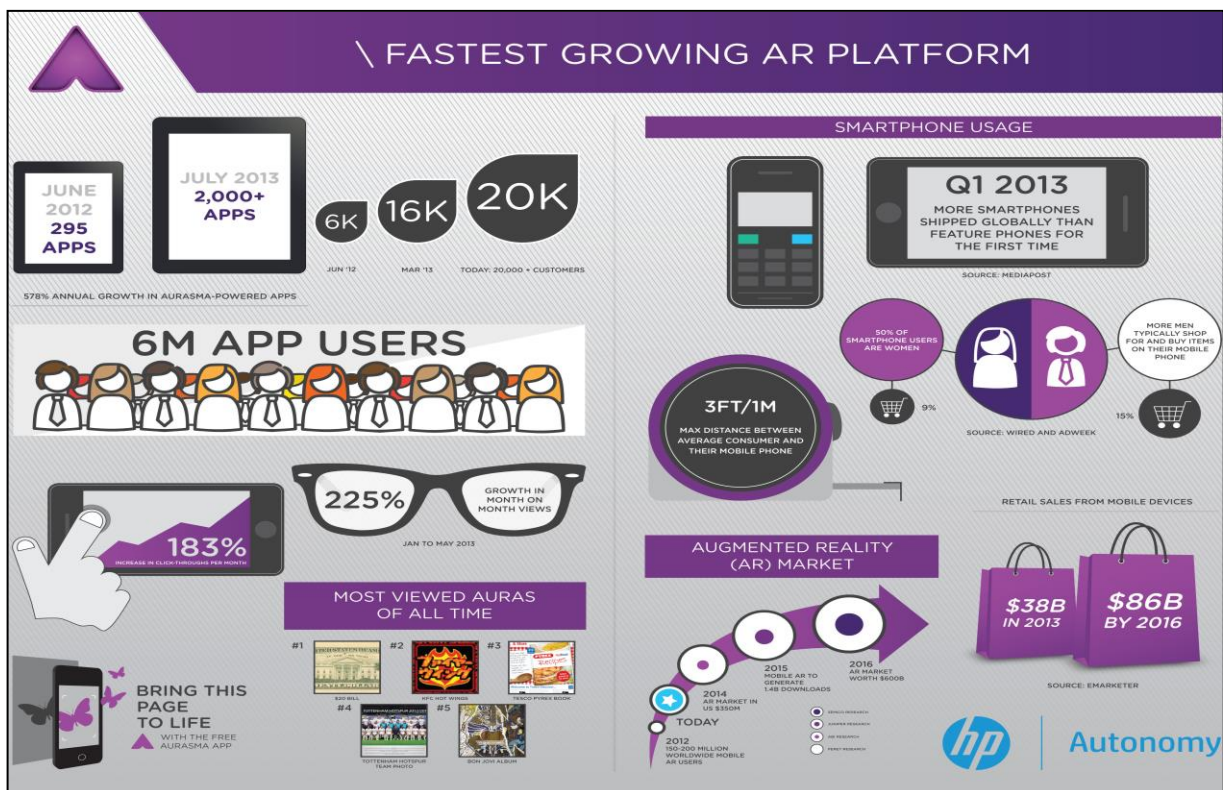 \ FASTEST GROWING AR PLATFORM
JUNE
2012
295
APPS
JULY 2013
2,000+
APPS
6K
16K
20K
JUN '12
MAR '13
TODAY: 20,000 + CUSTOMERS
578% ANNUAL GROWTH IN AURASMA-POWERED APPS
6M APP USERS
183%
INCREASE IN CLICK-THROUGHS PER MONTH
225%
GROWTH IN
MONTH ON
MONTH VIEWS
JAN TO MAY 2013
MOST VIEWED AURAS
OF ALL TIME
#1
#2
#3
$20 BILL
KFC HOT WINGS
TESCO PYREX BOOK
#4
#5
TOTTENHAM HOTSPUR
TEAM PHOTO
BON JOVI ALBUM
BRING THIS
PAGE
TO LIFE
WITH THE FREE
AURASMA APP
SMARTPHONE USAGE
Q1 2013
MORE SMARTPHONES
SHIPPED GLOBALLY THAN
FEATURE PHONES FOR
THE FIRST TIME
SOURCE: MEDIAPOST
50% OF
SMARTPHONE USERS
ARE WOMEN
9%
MORE MEN
TYPICALLY SHOP
FOR AND BUY ITEMS
ON THEIR MOBILE
PHONE
15%
SOURCE: WIRED AND ADWEEK
3FT/1M
MAX DISTANCE BETWEEN
AVERAGE CONSUMER AND
THEIR MOBILE PHONE
RETAIL SALES FROM MOBILE DEVICES
$38B
IN 2013
$86B
BY 2016
SOURCE: EMARKETER
AUGMENTED REALITY
(AR) MARKET
2016
AR MARKET
WORTH $600B
2015
MOBILE AR TO
GENERATE
1.4B DOWNLOADS
2014
AR MARKET IN
US $350M
TODAY
2012
150-200 MILLION
WORLDWIDE MOBILE
AR USERS
JUNIPER RESEARCH
hp
Autonomy